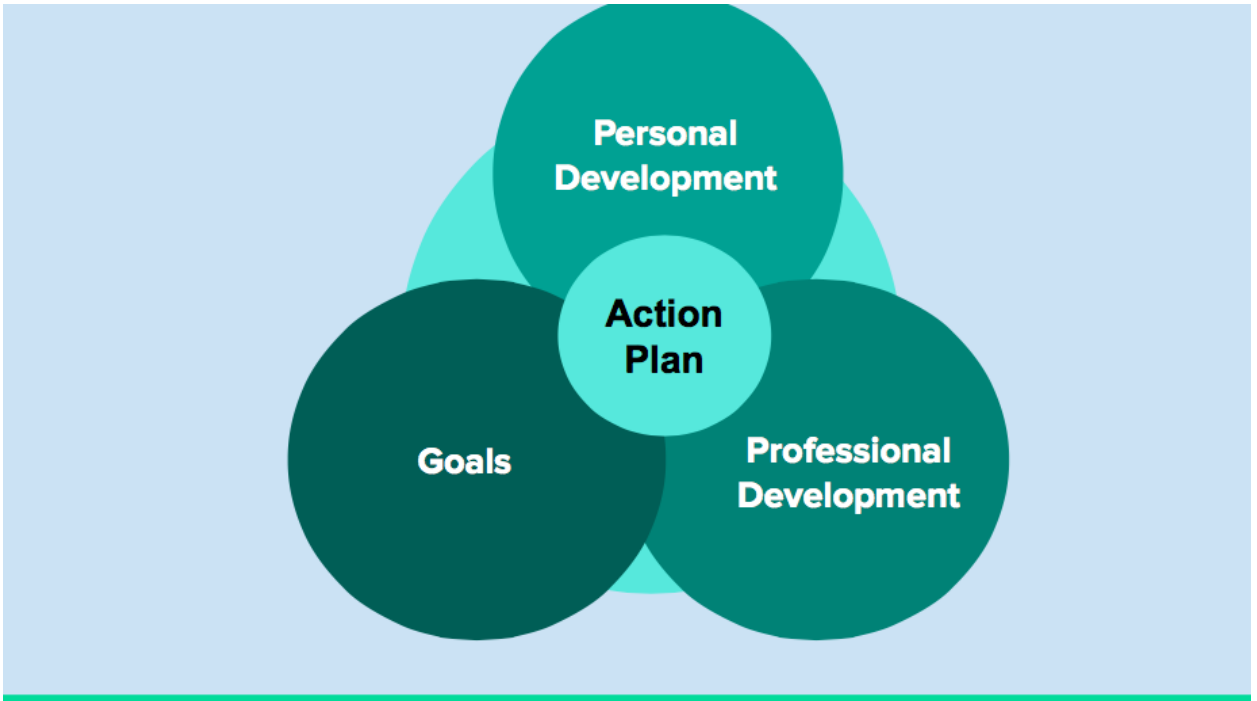 Personal
Development
Action
Plan
Goals
Professional
Development